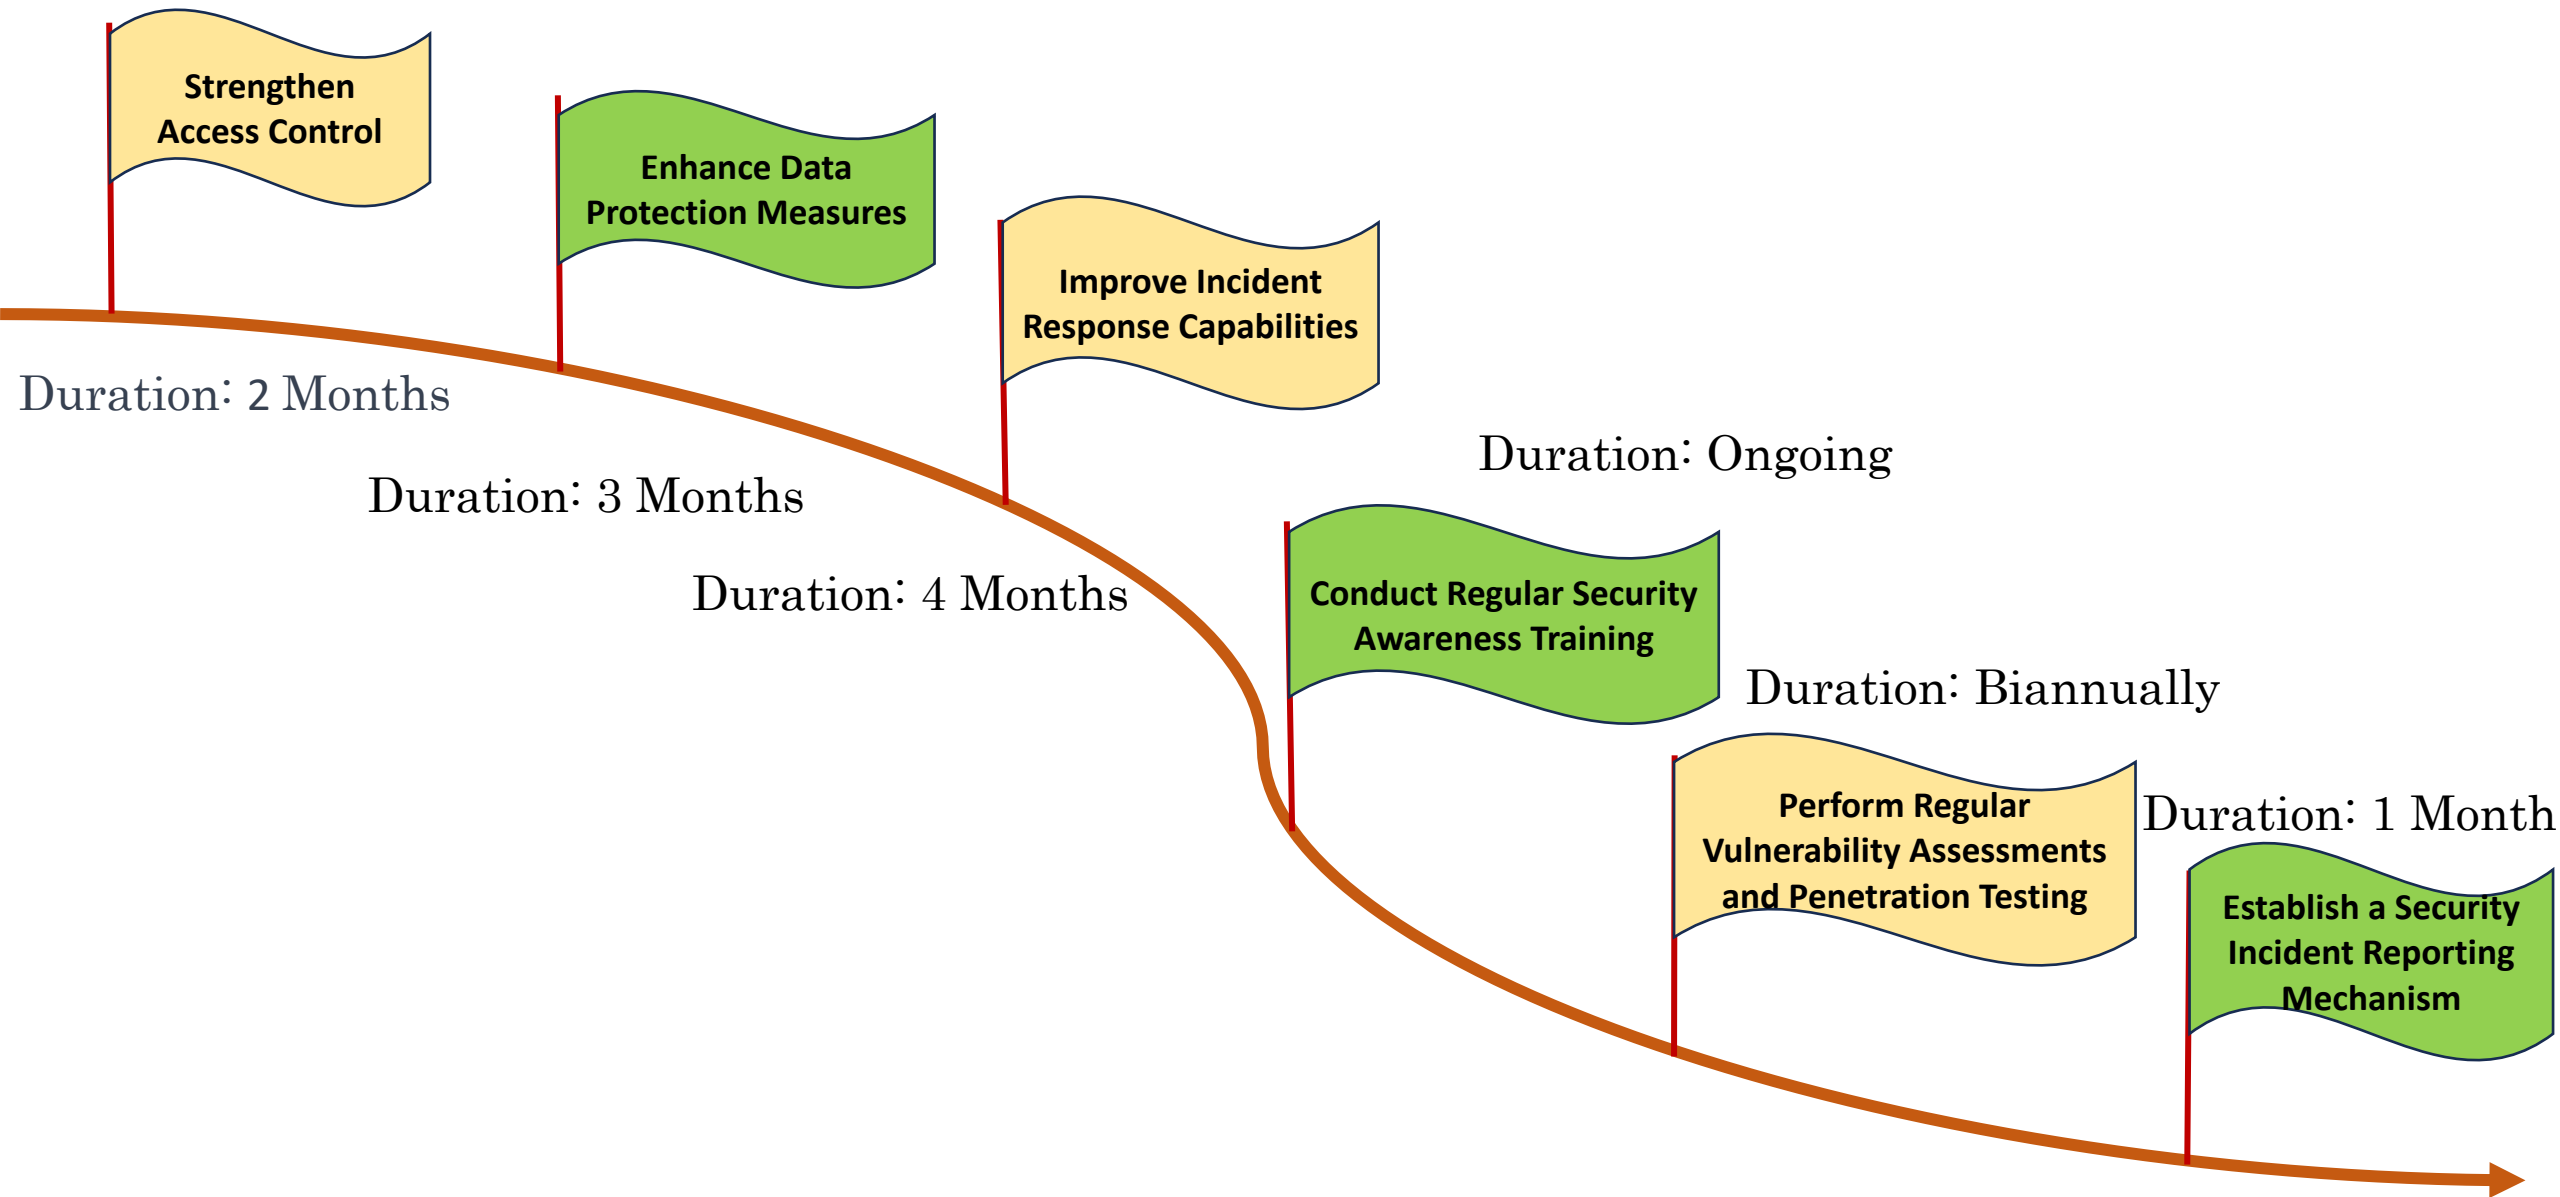 Strengthen
Access Control
Duration: 2 Months
Enhance Data
Protection Measures
Duration: 3 Months
Improve Incident
Response Capabilities
Duration: 4 Months
Duration: Ongoing
Conduct Regular Security
Awareness Training
Duration: Biannually
Perform Regular
Vulnerability Assessments
and Penetration Testing
Duration: 1 Month
Establish a Security
Incident Reporting
Mechanism